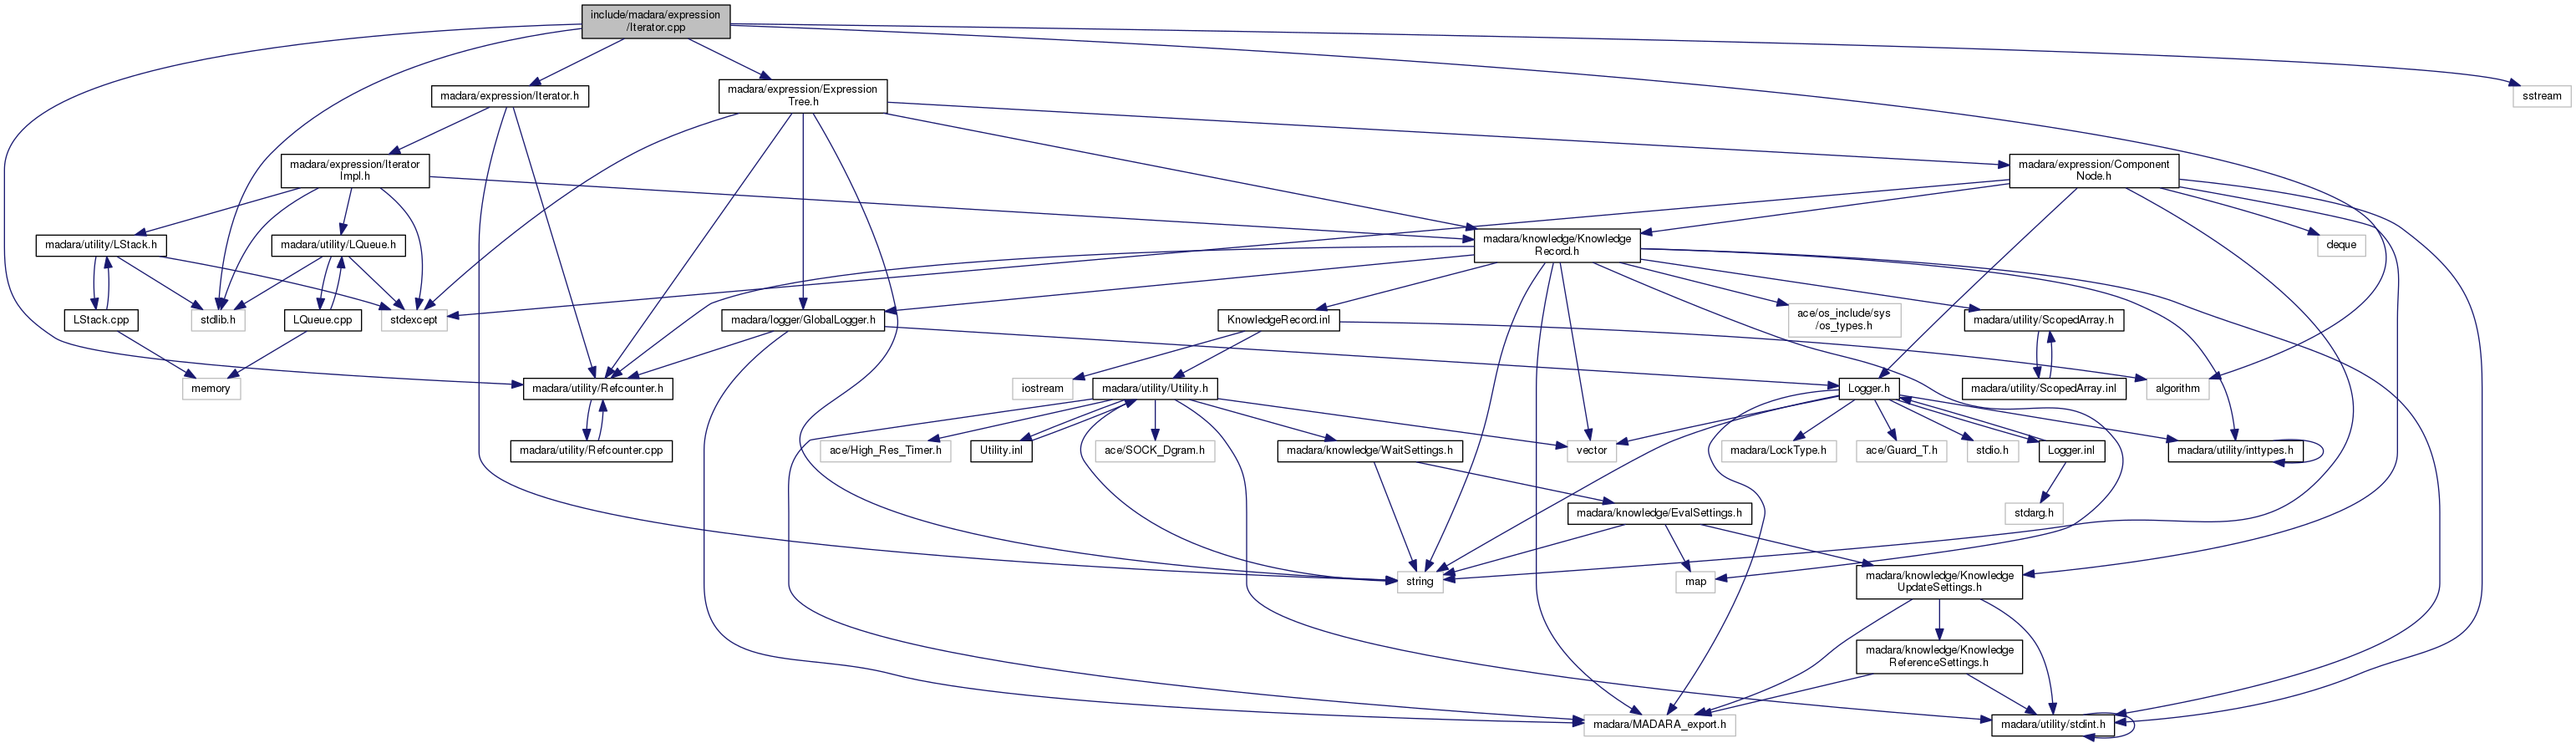 include/madara/expression
/Iterator.cpp
madara/expression/Iterator.h
madara/expression/Expression
Tree.h
sstream
madara/expression/Iterator
Impl.h
madara/expression/Component
Node.h
madara/utility/LStack.h
madara/utility/LQueue.h
madara/knowledge/Knowledge
Record.h
deque
LStack.cpp
stdlib.h
LQueue.cpp
stdexcept
madara/logger/GlobalLogger.h
KnowledgeRecord.inl
ace/os_include/sys
/os_types.h
madara/utility/ScopedArray.h
memory
madara/utility/Refcounter.h
iostream
madara/utility/Utility.h
Logger.h
madara/utility/ScopedArray.inl
algorithm
madara/utility/Refcounter.cpp
ace/High_Res_Timer.h
Utility.inl
ace/SOCK_Dgram.h
madara/knowledge/WaitSettings.h
vector
madara/LockType.h
ace/Guard_T.h
stdio.h
Logger.inl
madara/utility/inttypes.h
madara/knowledge/EvalSettings.h
stdarg.h
string
map
madara/knowledge/Knowledge
UpdateSettings.h
madara/knowledge/Knowledge
ReferenceSettings.h
madara/MADARA_export.h
madara/utility/stdint.h